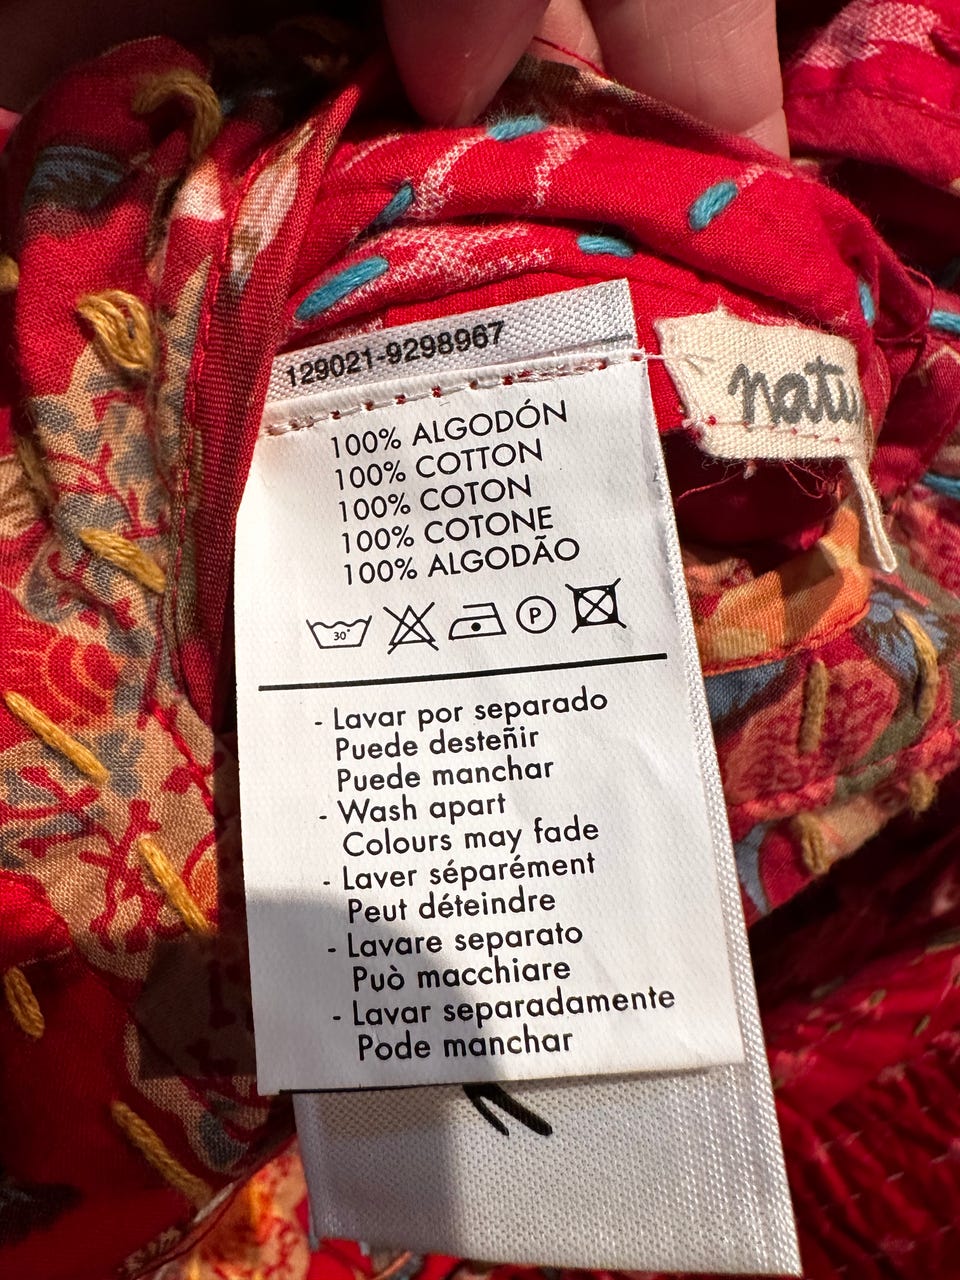 129021-9298967
natu
100% ALGODÓN
100% COTTON
100% COTON
100% COTONE
100% ALGODÃO
30°
P
- Lavar por separado
Puede desteñir
Puede manchar
- Wash apart
Colours may fade
- Laver séparément
Peut déteindre
- Lavare separato
Può macchiare
- Lavar separadamente
Pode manchar